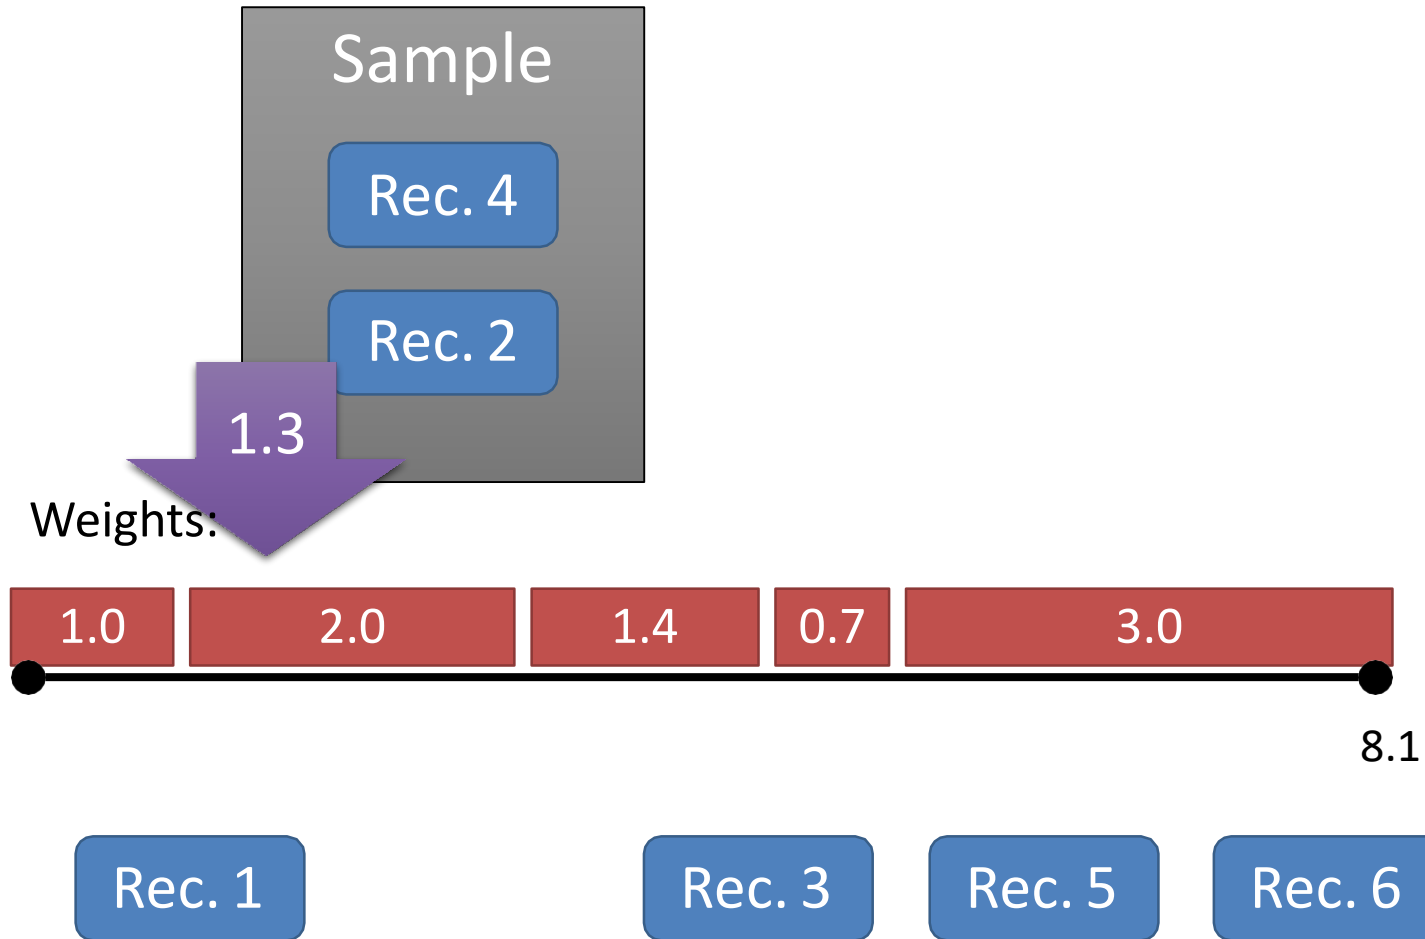 Sample
Rec. 4
Rec. 2
1.3
Weights:
1.0 2.0 1.4 0.7 3.0
8.1
Rec. 1 Rec. 3 Rec. 5 Rec. 6